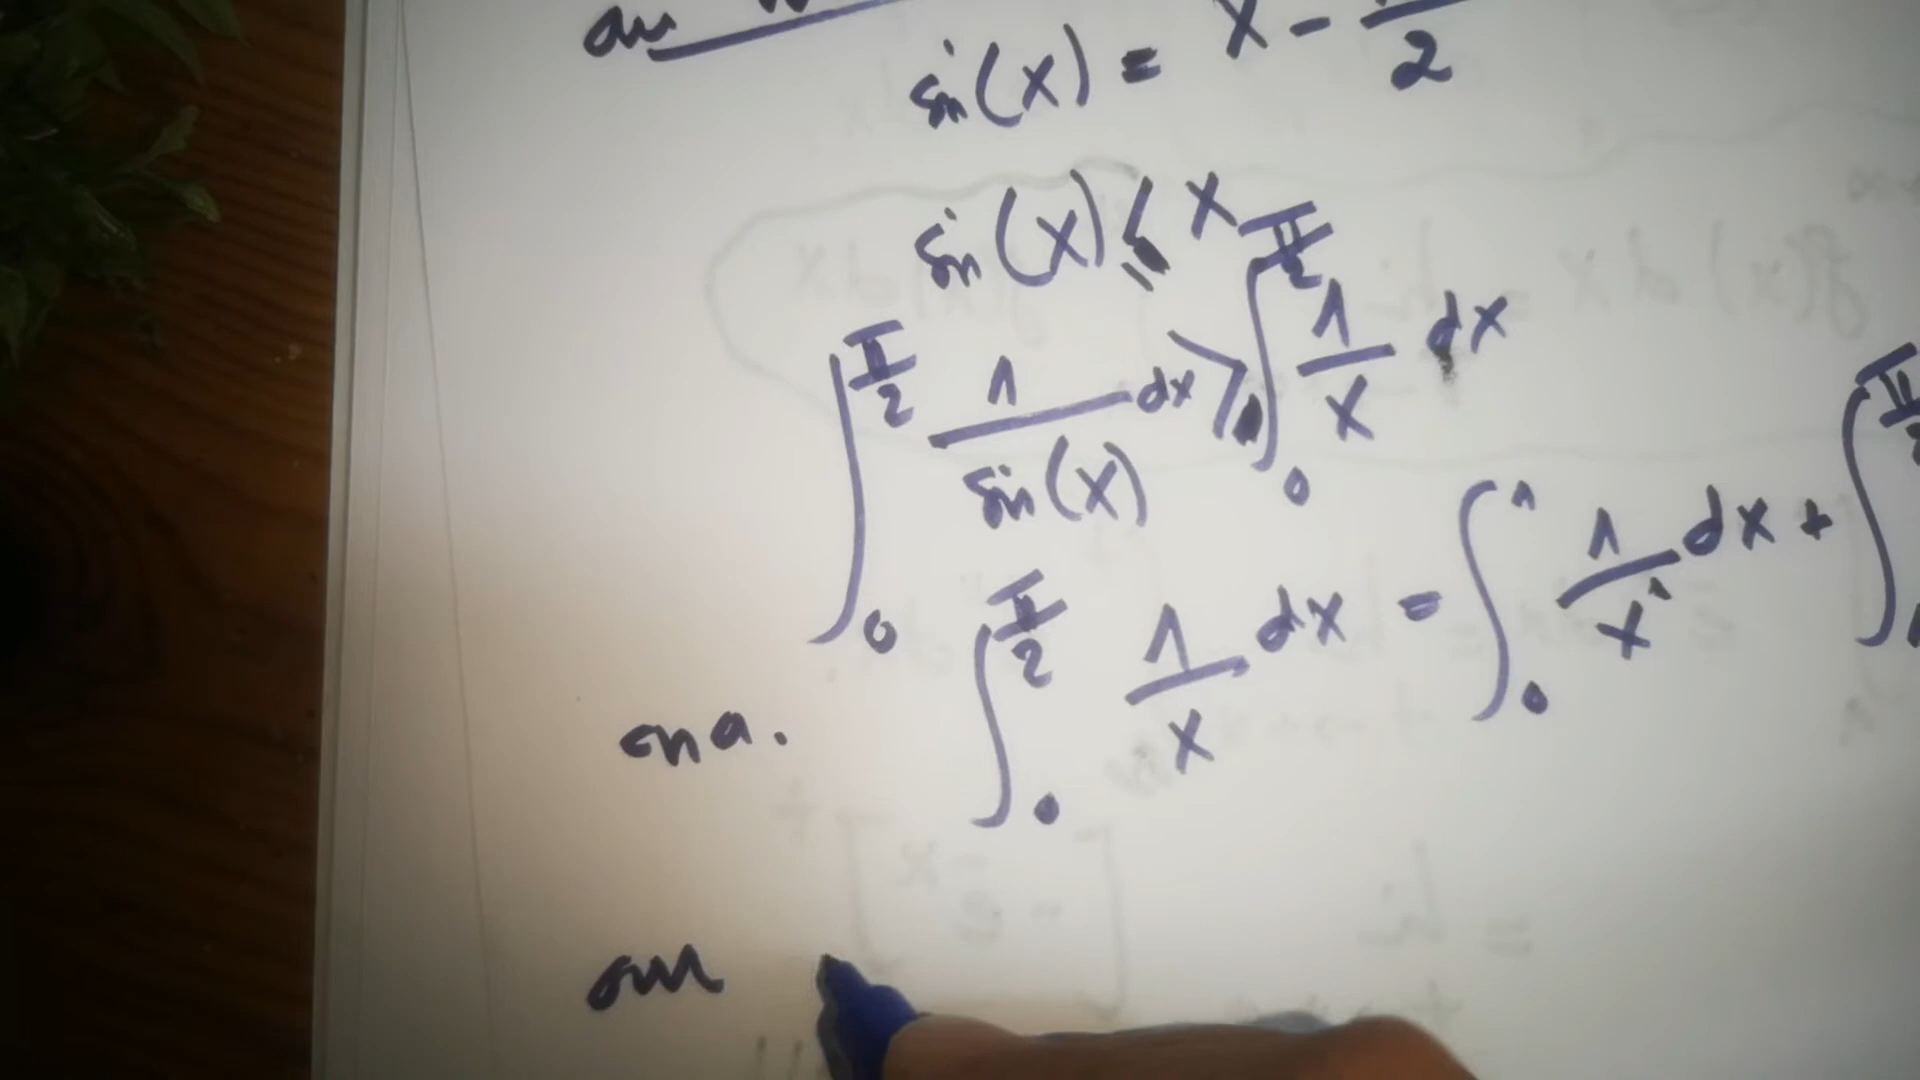 au
sin(x) = x - 2
sin(x) ≤ x
∫₀^(π/2) 1/sin(x) dx ≥ ∫₀^(π/2) 1/x dx
on a. ∫₀^(π/2) 1/x dx = ∫₀^1 1/x dx + ∫